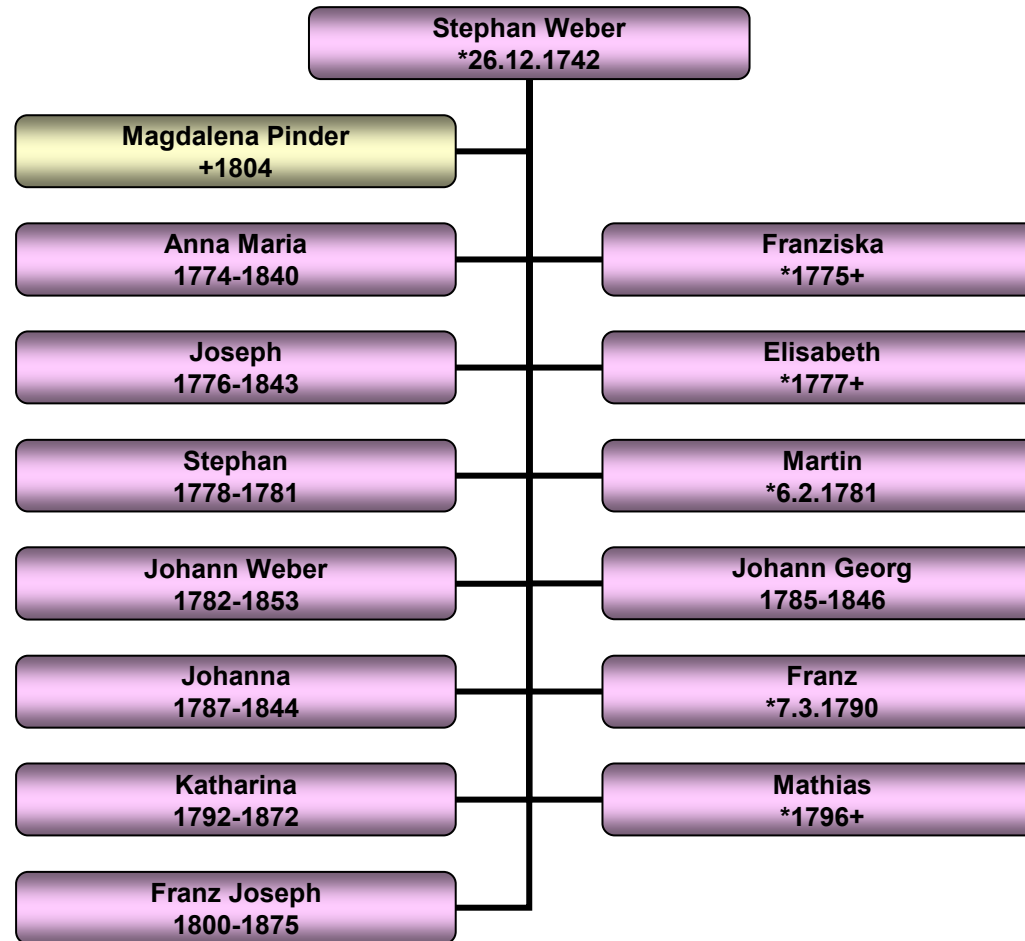 Stephan Weber
*26.12.1742
Magdalena Pinder
+1804
Anna Maria
1774-1840
Franziska
*1775+
Joseph
1776-1843
Elisabeth
*1777+
Stephan
1778-1781
Martin
*6.2.1781
Johann Weber
1782-1853
Johann Georg
1785-1846
Johanna
1787-1844
Franz
*7.3.1790
Katharina
1792-1872
Mathias
*1796+
Franz Joseph
1800-1875